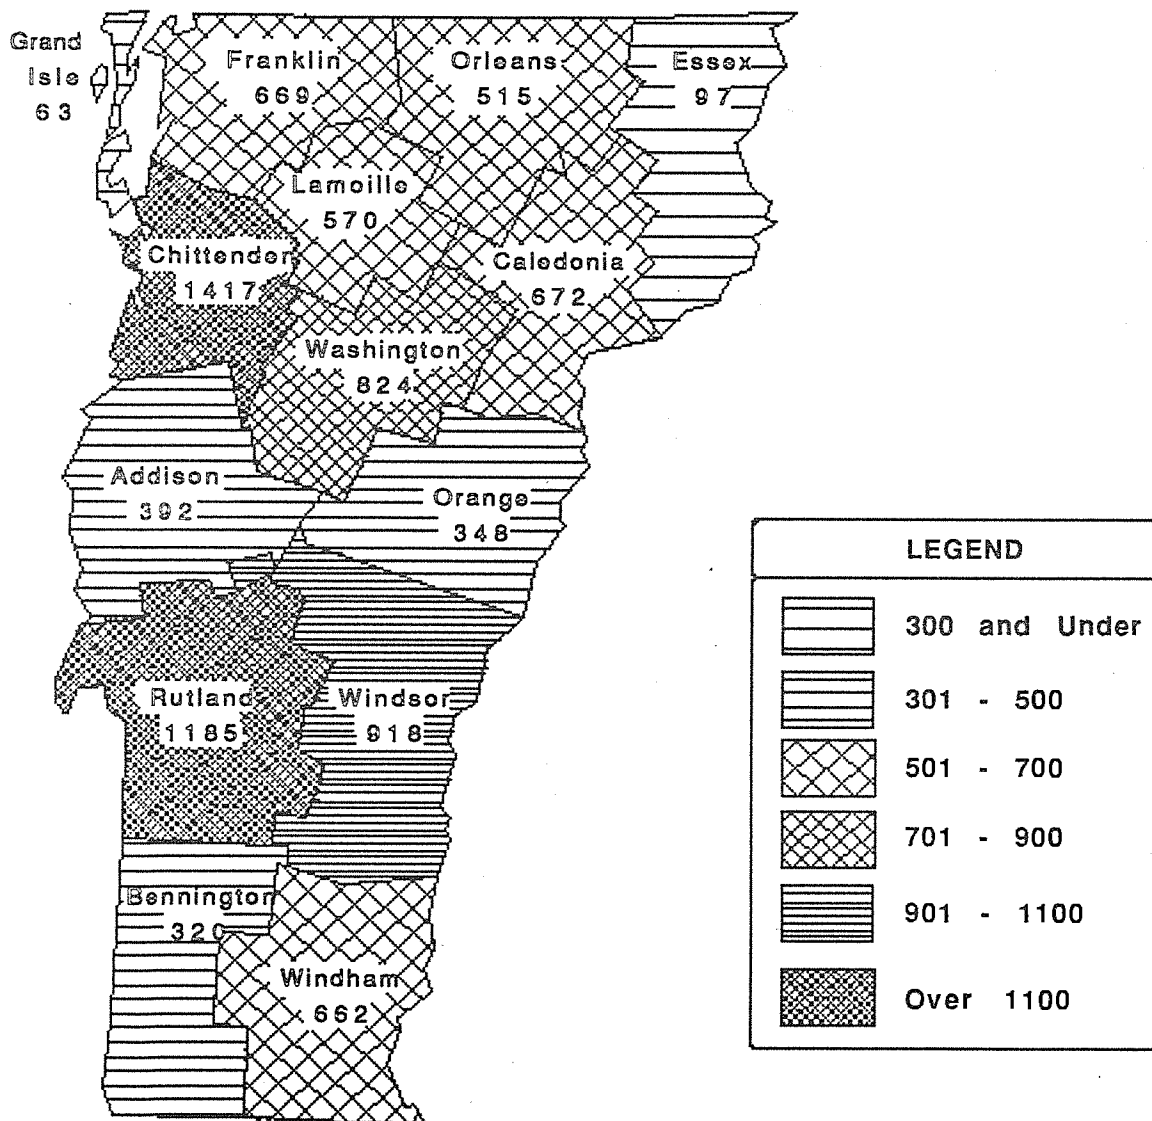 Grand
Isle
63
Franklin
669
Orleans
515
Essex
97
Lamoille
570
Chittender
1417
Caledonia
672
Washington
824
Addison
392
Orange
348
Rutland
1185
Windsor
918
Bennington
320
Windham
662
LEGEND
300 and Under
301 - 500
501 - 700
701 - 900
901 - 1100
Over 1100